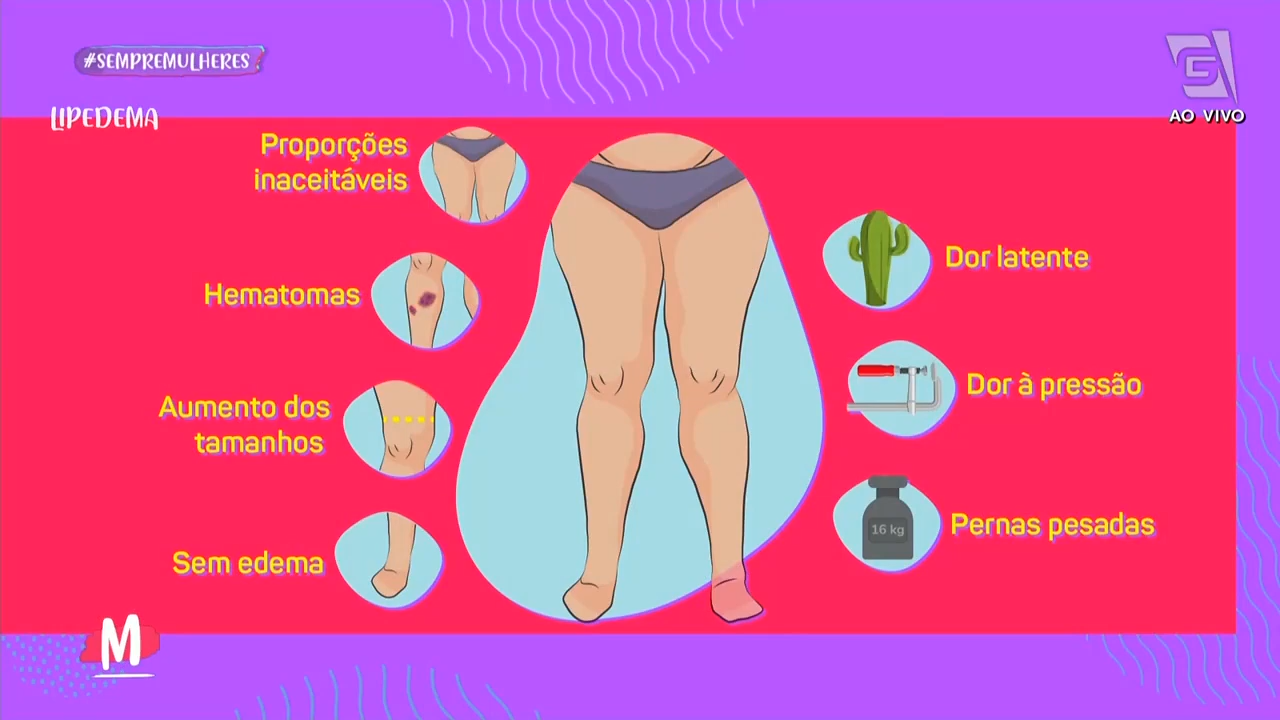 #SEMPREMULHERES
G
AO VIVO
LIPEDEMA
Proporções
inaceitáveis
Hematomas
Aumento dos
tamanhos
Sem edema
Dor latente
Dor à pressão
16 kg
Pernas pesadas
M